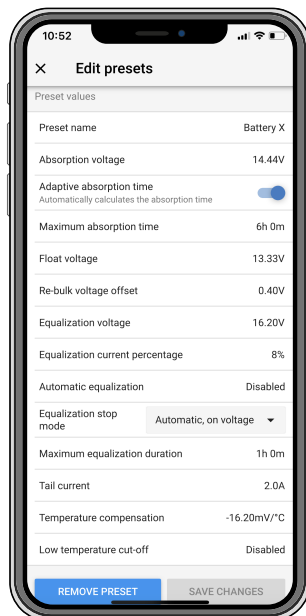 10:52
× Edit presets
Preset values
Preset name Battery X
Absorption voltage 14.44V
Adaptive absorption time
Automatically calculates the absorption time
Maximum absorption time 6h 0m
Float voltage 13.33V
Re-bulk voltage offset 0.40V
Equalization voltage 16.20V
Equalization current percentage 8%
Automatic equalization Disabled
Equalization stop
mode Automatic, on voltage
Maximum equalization duration 1h 0m
Tail current 2.0A
Temperature compensation -16.20mV/°C
Low temperature cut-off Disabled
REMOVE PRESET SAVE CHANGES